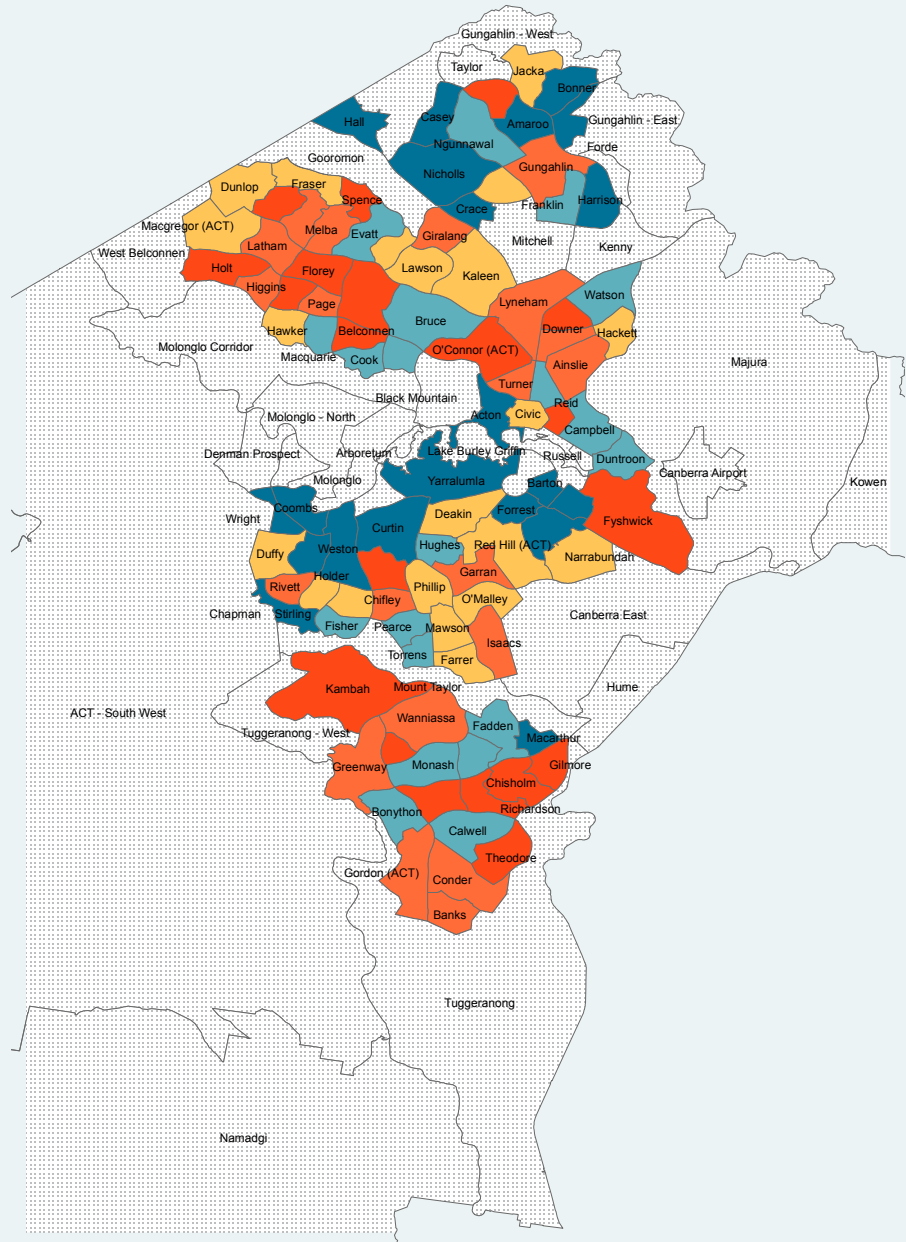 Gungahlin - West
Taylor
Jacka
Bonner
Hall
Casey
Amaroo
Gungahlin - East
Ngunnawal
Forde
Gooromon
Nicholls
Gungahlin
Dunlop
Fraser
Spence
Crace
Franklin
Harrison
Macgregor (ACT)
Melba
Evatt
Giralang
Mitchell
Kenny
West Belconnen
Latham
Holt
Florey
Lawson
Kaleen
Higgins
Page
Lyneham
Watson
Hawker
Belconnen
Bruce
Downer
Hackett
Molonglo Corridor
Macquarie
Cook
O'Connor (ACT)
Ainslie
Majura
Turner
Black Mountain
Reid
Molonglo - North
Acton
Civic
Campbell
Denman Prospect
Arboretum
Lake Burley Griffin
Russell
Duntroon
Canberra Airport
Molonglo
Yarralumla
Barton
Kowen
Coombs
Wright
Curtin
Deakin
Forrest
Fyshwick
Duffy
Weston
Hughes
Red Hill (ACT)
Narrabundah
Holder
Garran
Rivett
Phillip
Chifley
O'Malley
Chapman
Stirling
Fisher
Pearce
Mawson
Canberra East
Isaacs
Torrens
Farrer
Kambah
Mount Taylor
Hume
ACT - South West
Wanniassa
Tuggeranong - West
Fadden
Macarthur
Greenway
Monash
Gilmore
Chisholm
Bonython
Richardson
Calwell
Theodore
Gordon (ACT)
Conder
Banks
Tuggeranong
Namadgi